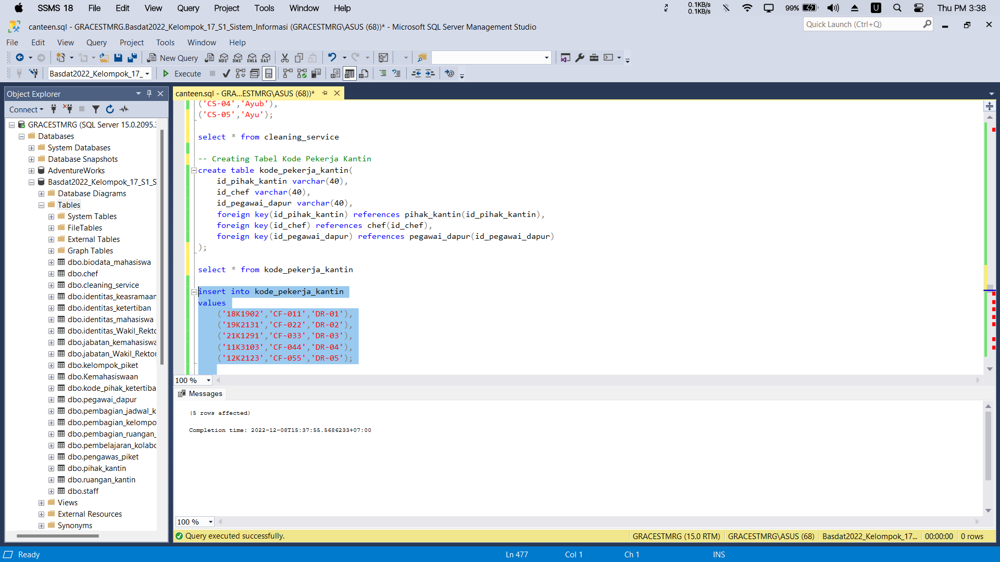 SSMS 18 File Edit View Query Project Tools Window Help 0.1KB/s 0.1KB/s 99% U Thu PM 3:38
canteen.sql - GRACESTMRG.Basdat2022_Kelompok_17_S1_Sistem_Informasi (GRACESTMRG\ASUS (68))* - Microsoft SQL Server Management Studio
Quick Launch (Ctrl+Q)
File Edit View Query Project Tools Window Help
New Query MDX DMX XMLA DAX
Basdat2022_Kelompok_17_ Execute
Object Explorer
Connect
GRACESTMRG (SQL Server 15.0.2095.3
Databases
System Databases
Database Snapshots
AdventureWorks
Basdat2022_Kelompok_17_S1_S
Database Diagrams
Tables
System Tables
FileTables
External Tables
Graph Tables
dbo.biodata_mahasiswa
dbo.chef
dbo.cleaning_service
dbo.identitas_keasramaan
dbo.identitas_ketertiban
dbo.identitas_mahasiswa
dbo.identitas_Wakil_Rekto
dbo.jabatan_kemahasiswa
dbo.jabatan_Wakil_Rektor
dbo.kelompok_piket
dbo.Kemahasiswaan
dbo.kode_pihak_ketertiba
dbo.pegawai_dapur
dbo.pembagian_jadwal_k
dbo.pembagian_kelompo
dbo.pembagian_ruangan_
dbo.pembelajaran_kolabo
dbo.pengawas_piket
dbo.pihak_kantin
dbo.ruangan_kantin
dbo.staff
Views
External Resources
Synonyms
canteen.sql - GRA...ESTMRG\ASUS (68))*
('CS-04','Ayub'),
('CS-05','Ayu');
select * from cleaning_service
-- Creating Tabel Kode Pekerja Kantin
create table kode_pekerja_kantin(
id_pihak_kantin varchar(40),
id_chef varchar(40),
id_pegawai_dapur varchar(40),
foreign key(id_pihak_kantin) references pihak_kantin(id_pihak_kantin),
foreign key(id_chef) references chef(id_chef),
foreign key(id_pegawai_dapur) references pegawai_dapur(id_pegawai_dapur)
);
select * from kode_pekerja_kantin
insert into kode_pekerja_kantin
values
('18K1902','CF-011','DR-01'),
('19K2131','CF-022','DR-02'),
('21K1291','CF-033','DR-03'),
('11K3103','CF-044','DR-04'),
('12K2123','CF-055','DR-05');
100 %
Messages
(5 rows affected)
Completion time: 2022-12-08T15:37:55.5686233+07:00
100 %
Query executed successfully. GRACESTMRG (15.0 RTM) GRACESTMRG\ASUS (68) Basdat2022_Kelompok_17... 00:00:00 0 rows
Ready Ln 477 Col 1 Ch 1 INS